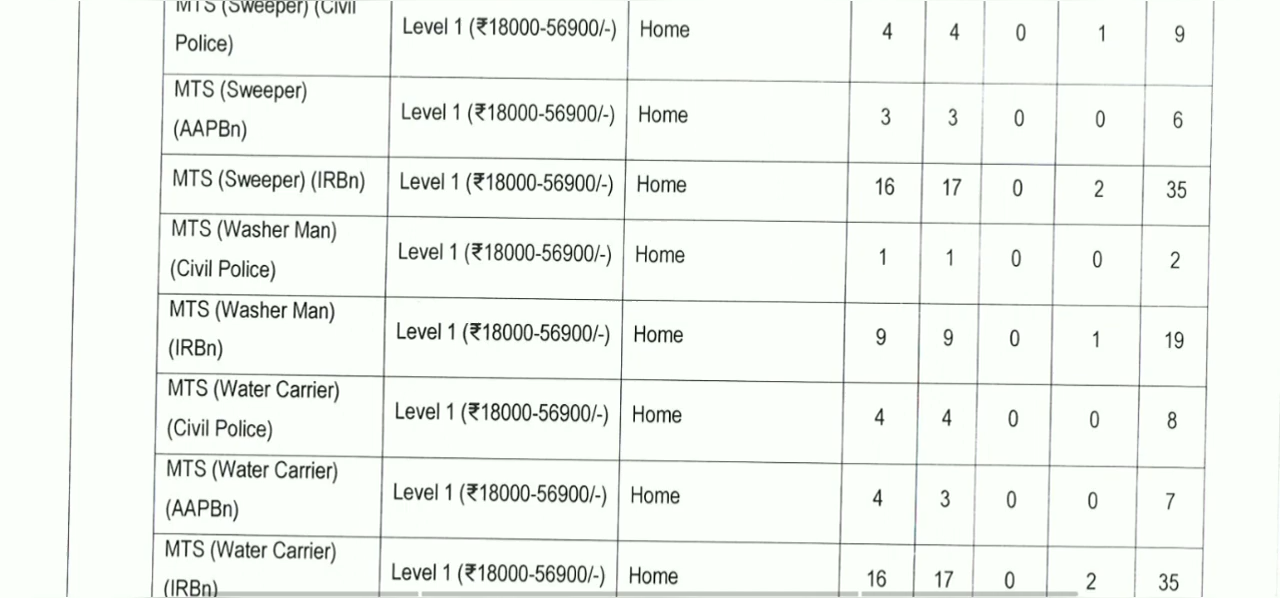 MTS (Sweeper) (Civil
Police)
Level 1 (₹18000-56900/-) Home 4 4 0 1 9
MTS (Sweeper)
(AAPBn)
Level 1 (₹18000-56900/-) Home 3 3 0 0 6
MTS (Sweeper) (IRBn) Level 1 (₹18000-56900/-) Home 16 17 0 2 35
MTS (Washer Man)
(Civil Police)
Level 1 (₹18000-56900/-) Home 1 1 0 0 2
MTS (Washer Man)
(IRBn)
Level 1 (₹18000-56900/-) Home 9 9 0 1 19
MTS (Water Carrier)
(Civil Police)
Level 1 (₹18000-56900/-) Home 4 4 0 0 8
MTS (Water Carrier)
(AAPBn)
Level 1 (₹18000-56900/-) Home 4 3 0 0 7
MTS (Water Carrier)
(IRBn)
Level 1 (₹18000-56900/-) Home 16 17 0 2 35